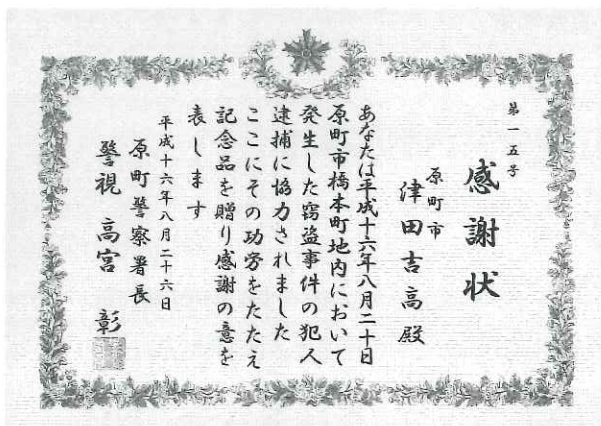 第一五号
感謝状
原町市
津田吉高殿
あなたは平成十六年八月二十日
原町市橋本町地内において
発生した窃盗事件の犯人
逮捕に協力されました
ここにその功労をたたえ
記念品を贈り感謝の意を
表します
平成十六年八月二十六日
原町警察署長
警視 高宮 彰